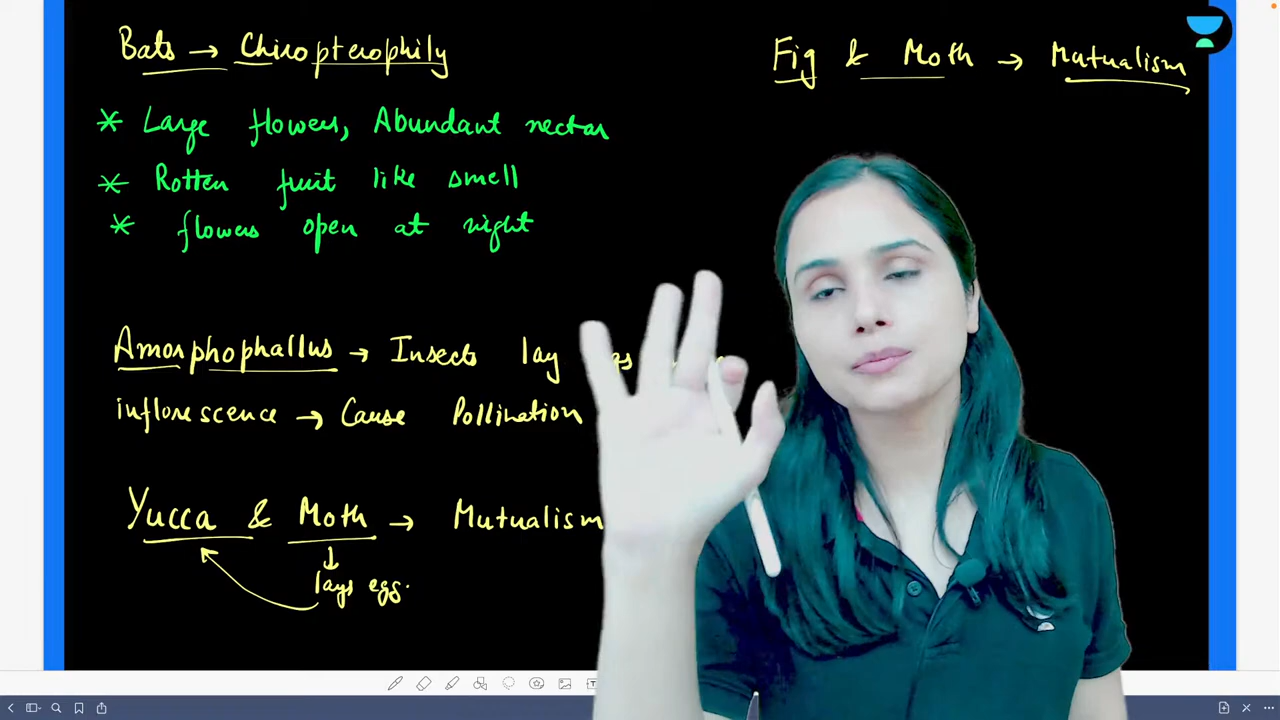 Bats → Chiropterophily
* Large flowers, Abundant nectar
* Rotten fruit like smell
* flowers open at night
Amorphophallus → Insects lay
inflorescence → Cause Pollination
Yucca & Moth → Mutualism
lays egg.
Fig & Moth → Mutualism